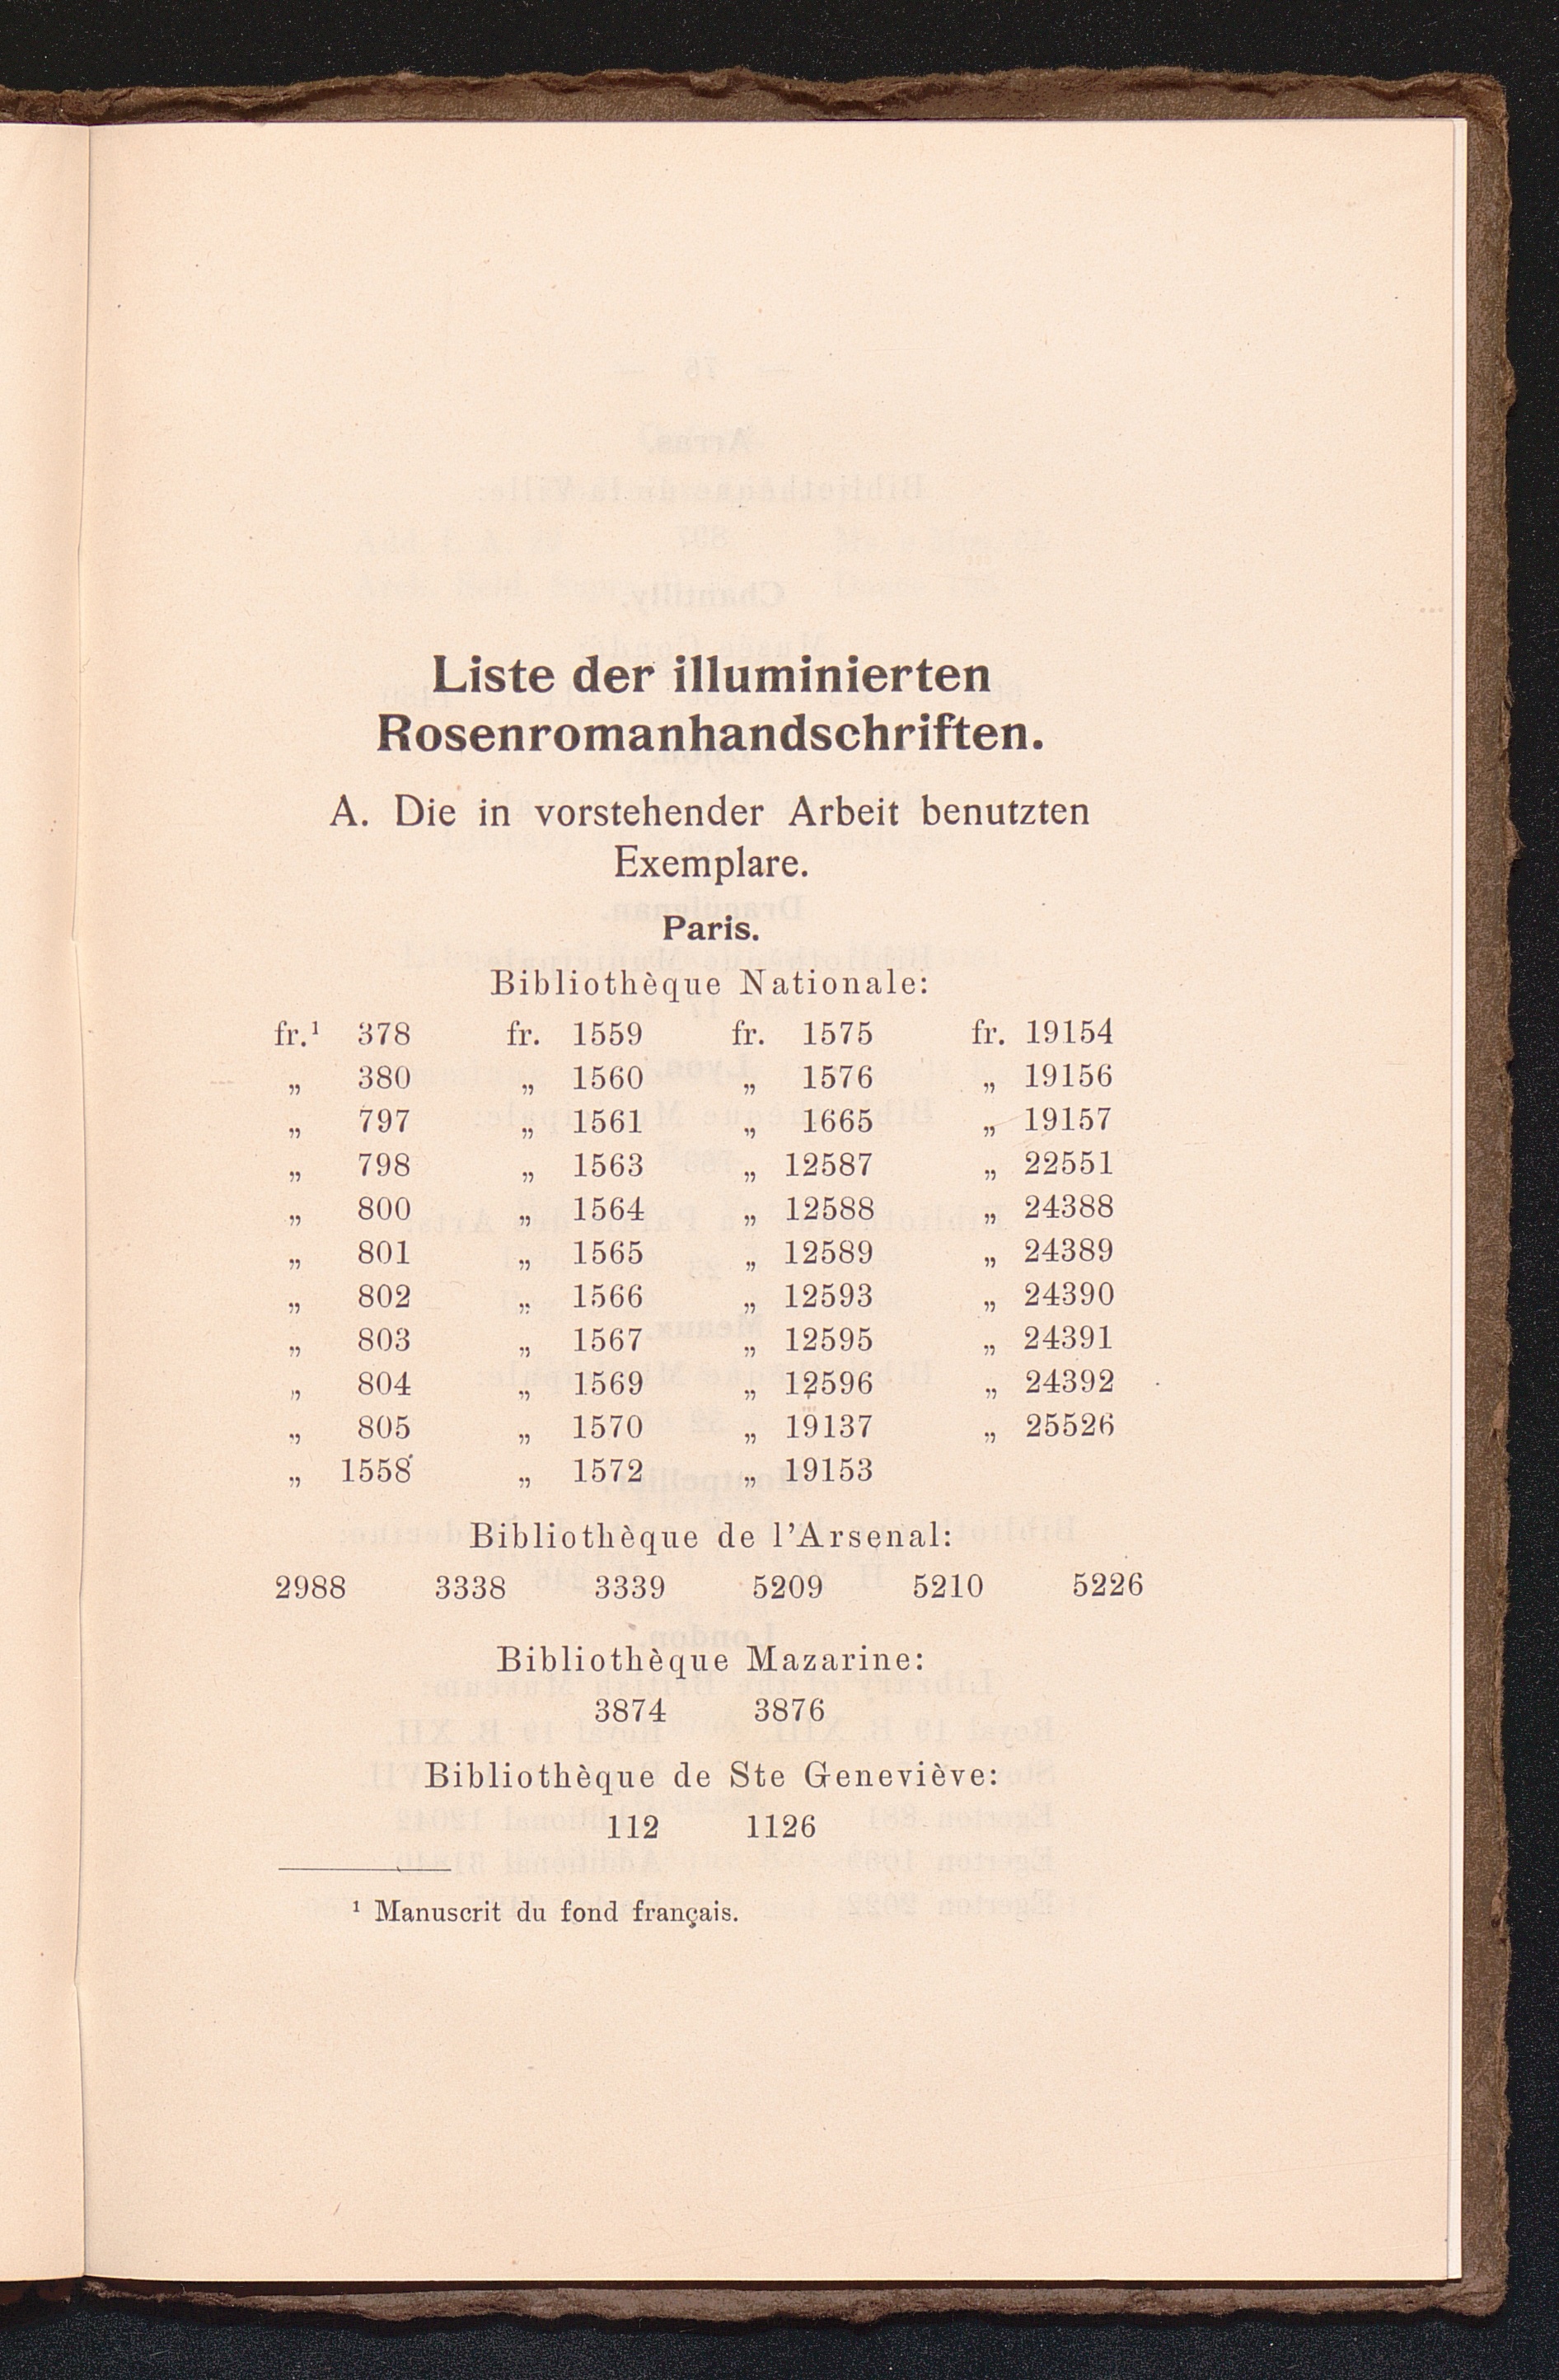 Liste der illuminierten
Rosenromanhandschriften.
A. Die in vorstehender Arbeit benutzten
Exemplare.
Paris.
Bibliothèque Nationale:
fr.¹ 378 fr. 1559 fr. 1575 fr. 19154
„ 380 „ 1560 „ 1576 „ 19156
„ 797 „ 1561 „ 1665 „ 19157
„ 798 „ 1563 „ 12587 „ 22551
„ 800 „ 1564 „ 12588 „ 24388
„ 801 „ 1565 „ 12589 „ 24389
„ 802 „ 1566 „ 12593 „ 24390
„ 803 „ 1567 „ 12595 „ 24391
„ 804 „ 1569 „ 12596 „ 24392
„ 805 „ 1570 „ 19137 „ 25526
„ 1558 „ 1572 „ 19153
Bibliothèque de l’Arsenal:
2988 3338 3339 5209 5210 5226
Bibliothèque Mazarine:
3874 3876
Bibliothèque de Ste Geneviève:
112 1126
¹ Manuscrit du fond français.